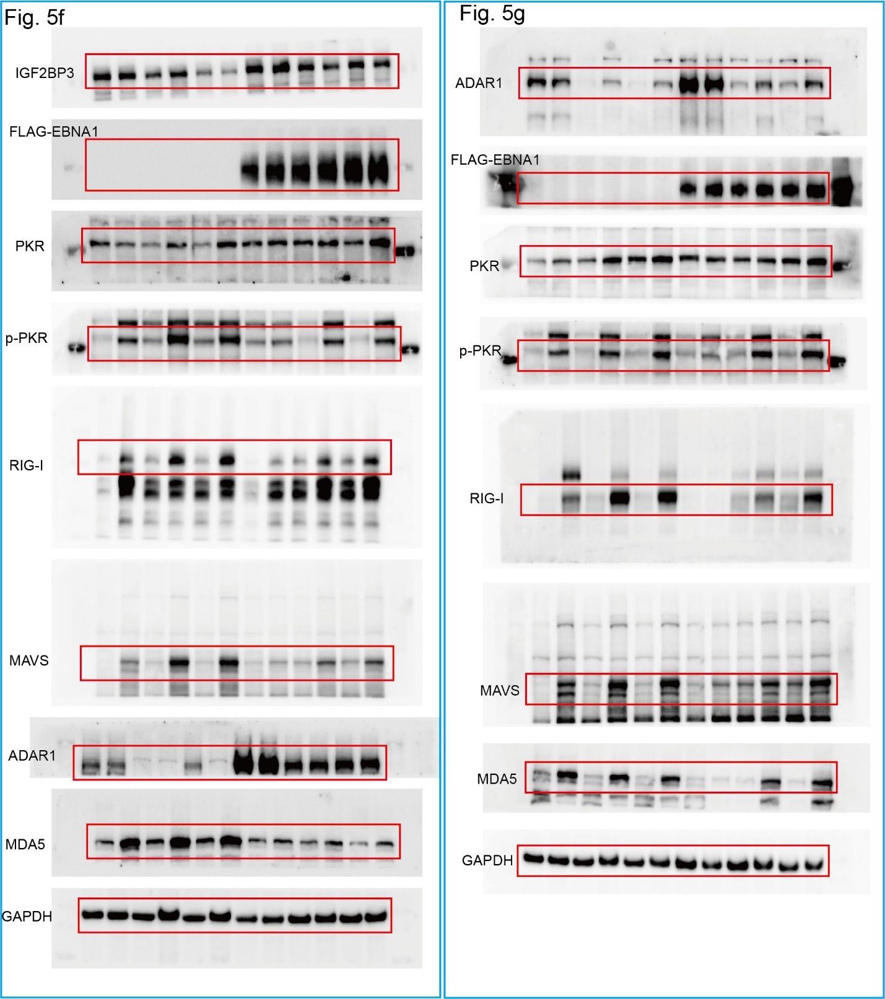 Fig. 5f
IGF2BP3
FLAG-EBNA1
PKR
p-PKR
RIG-I
MAVS
ADAR1
MDA5
GAPDH
Fig. 5g
ADAR1
FLAG-EBNA1
PKR
p-PKR
RIG-I
MAVS
MDA5
GAPDH